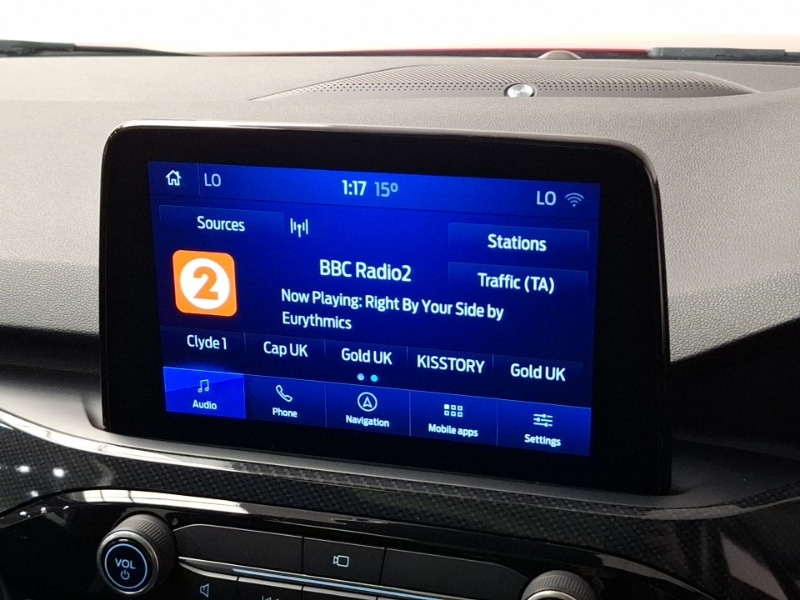 LO 1:17 15° LO
Sources
Stations
2
BBC Radio2
Traffic (TA)
Now Playing: Right By Your Side by
Eurythmics
Clyde 1 Cap UK Gold UK KISSTORY Gold UK
Audio Phone Navigation Mobile apps Settings
VOL